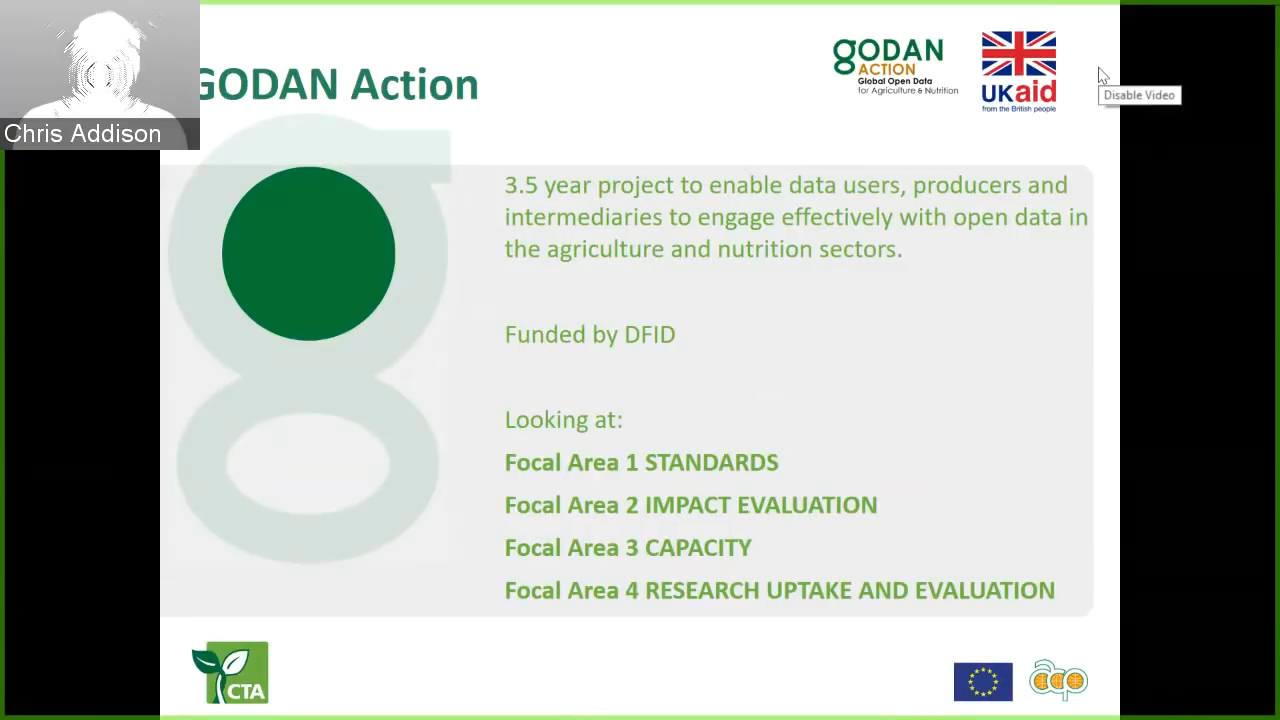 Chris Addison
GODAN Action
gODAN
ACTION
Global Open Data
for Agriculture & Nutrition
UKaid
from the British people
Disable Video
3.5 year project to enable data users, producers and
intermediaries to engage effectively with open data in
the agriculture and nutrition sectors.
Funded by DFID
Looking at:
Focal Area 1 STANDARDS
Focal Area 2 IMPACT EVALUATION
Focal Area 3 CAPACITY
Focal Area 4 RESEARCH UPTAKE AND EVALUATION
CTA
acp